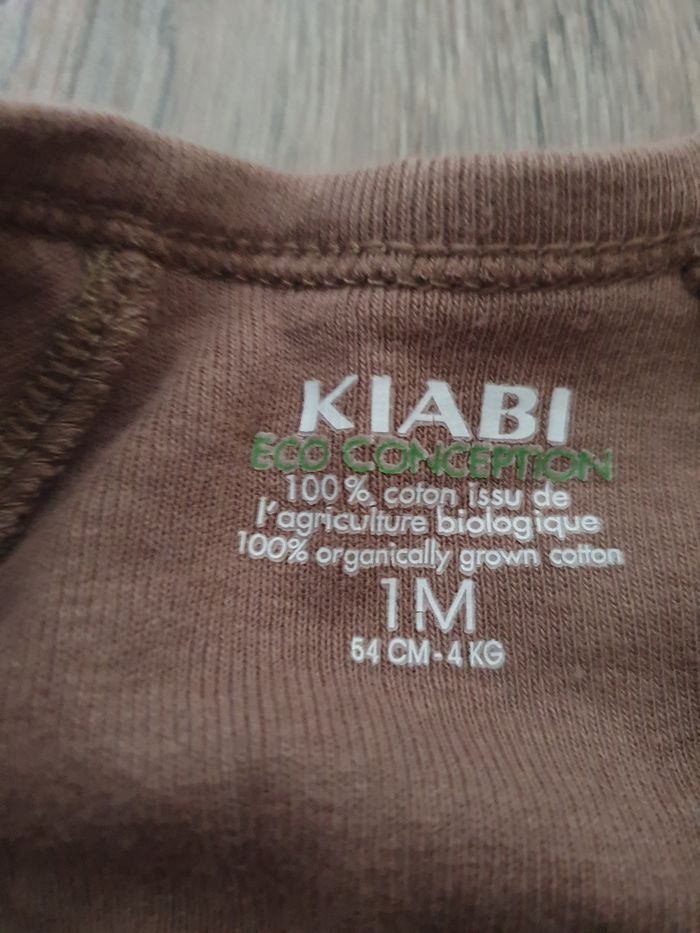 KIABI
ECO CONCEPTION
100% coton issu de
l'agriculture biologique
100% organically grown cotton
1M
54 CM - 4 KG